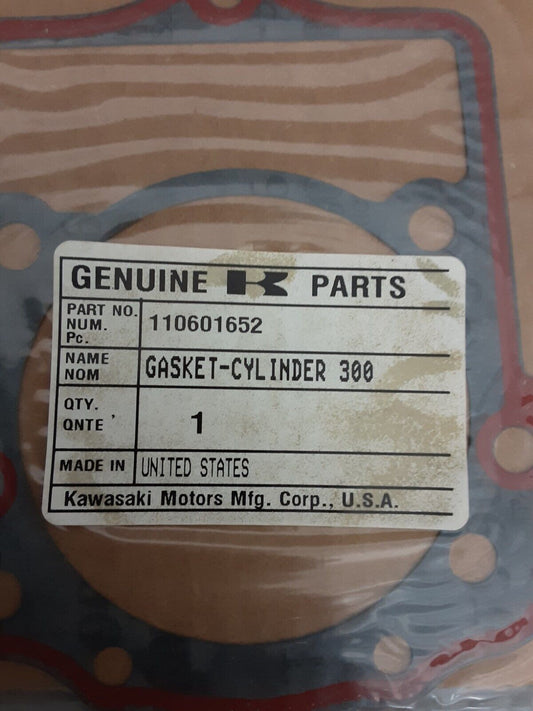 GENUINE K PARTS
PART NO.
NUM.
Pc.
110601652
NAME
NOM
GASKET-CYLINDER 300
QTY.
QNTE '
1
MADE IN
UNITED STATES
Kawasaki Motors Mfg. Corp., U.S.A.